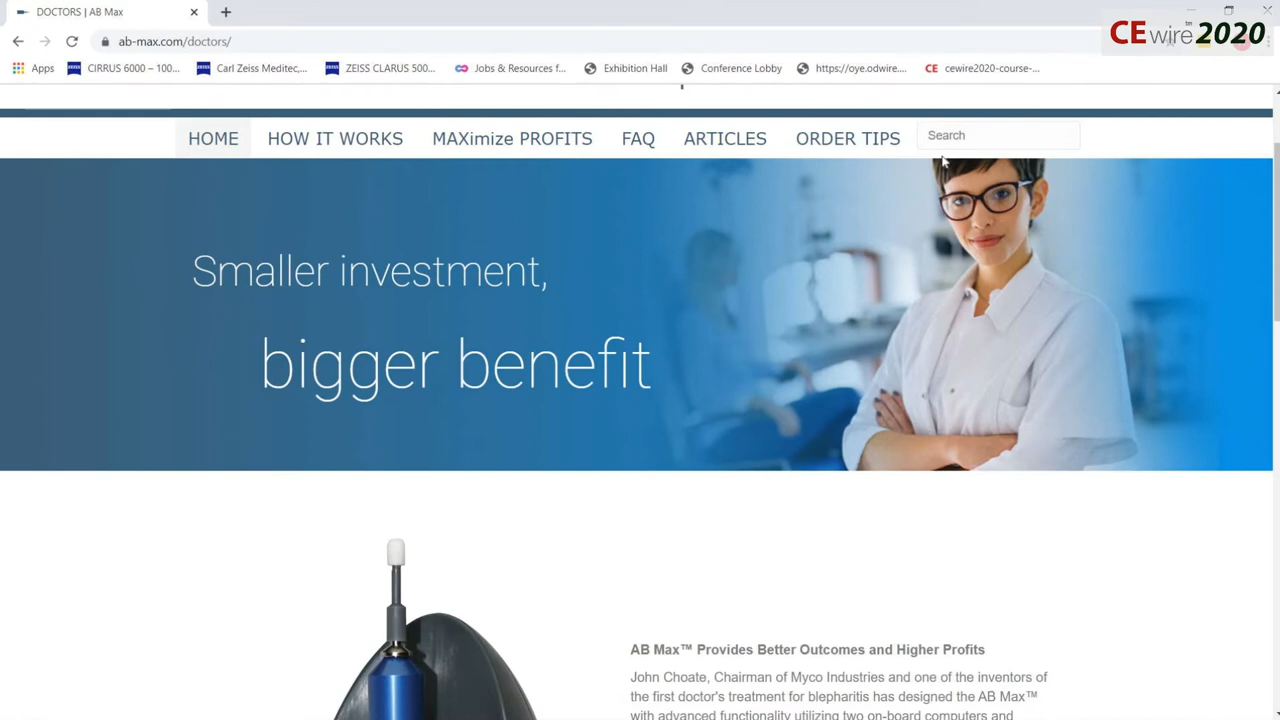 DOCTORS | AB Max
ab-max.com/doctors/
CEwire™2020
Apps
CIRRUS 6000 – 100...
Carl Zeiss Meditec,...
ZEISS CLARUS 500...
Jobs & Resources f...
Exhibition Hall
Conference Lobby
https://oye.odwire....
CE cewire2020-course-...
HOME
HOW IT WORKS
MAXimize PROFITS
FAQ
ARTICLES
ORDER TIPS
Search
Smaller investment,
bigger benefit
AB Max™ Provides Better Outcomes and Higher Profits
John Choate, Chairman of Myco Industries and one of the inventors of
the first doctor's treatment for blepharitis has designed the AB Max™
with advanced functionality utilizing two on-board computers and